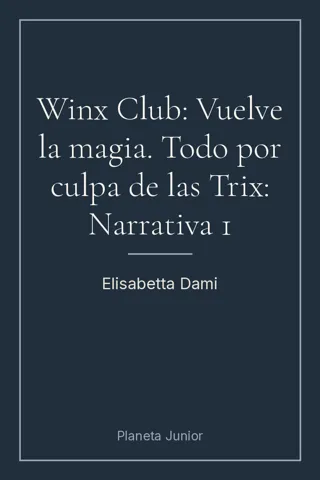 Winx Club: Vuelve
la magia. Todo por
culpa de las Trix:
Narrativa 1
Elisabetta Dami
Planeta Junior